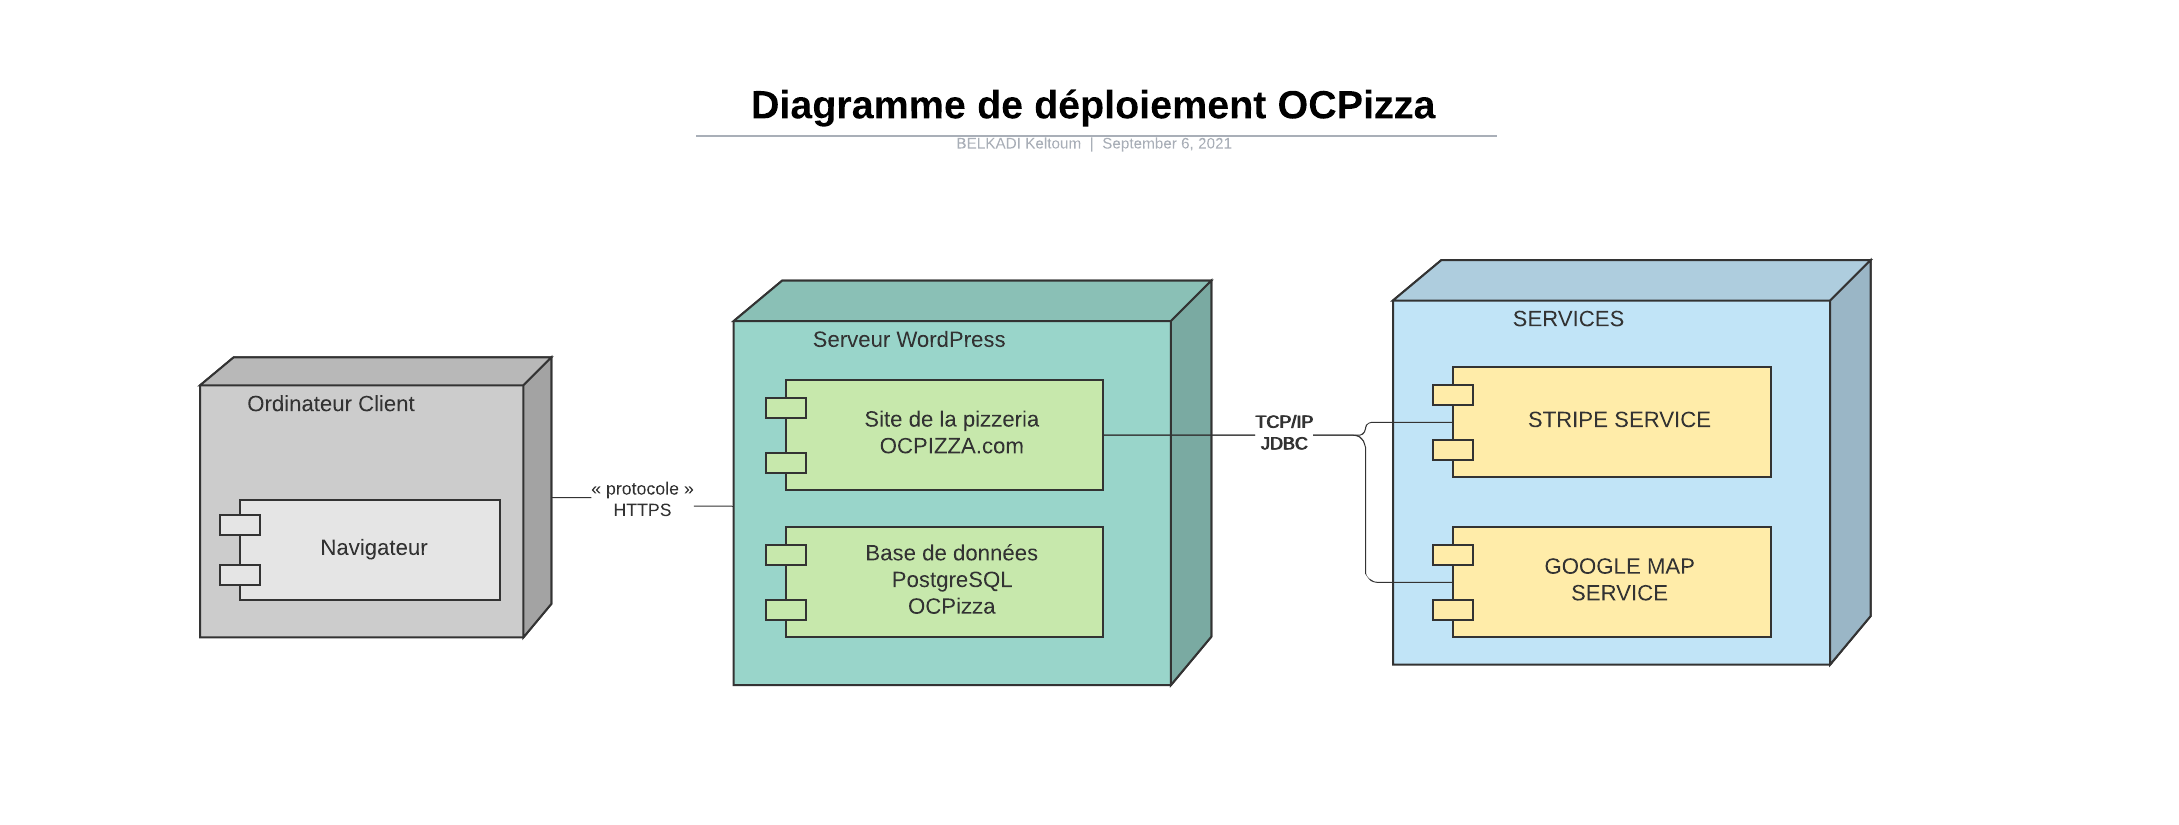 Diagramme de déploiement OCPizza
BELKADI Keltoum | September 6, 2021
Ordinateur Client
Navigateur
« protocole »
HTTPS
Serveur WordPress
Site de la pizzeria
OCPIZZA.com
Base de données
PostgreSQL
OCPizza
TCP/IP
JDBC
SERVICES
STRIPE SERVICE
GOOGLE MAP
SERVICE